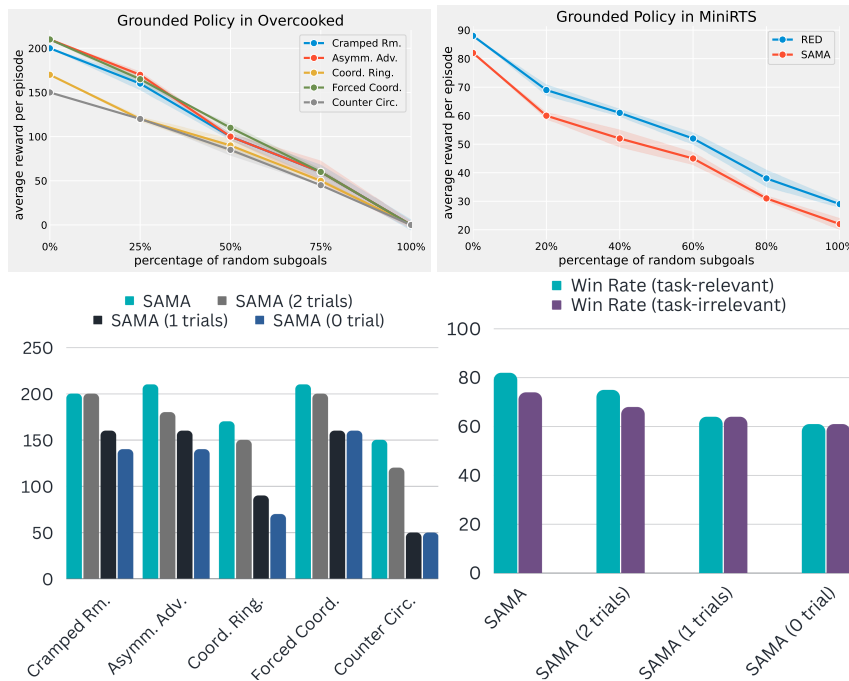 Grounded Policy in Overcooked
average reward per episode
200
150
100
50
0
Cramped Rm.
Asymm. Adv.
Coord. Ring.
Forced Coord.
Counter Circ.
0% 25% 50% 75% 100%
percentage of random subgoals
Grounded Policy in MiniRTS
average reward per episode
90
80
70
60
50
40
30
20
RED
SAMA
0% 20% 40% 60% 80% 100%
percentage of random subgoals
SAMA SAMA (2 trials)
SAMA (1 trials) SAMA (0 trial)
250
200
150
100
50
0
Cramped Rm. Asymm. Adv. Coord. Ring. Forced Coord. Counter Circ.
Win Rate (task-relevant)
Win Rate (task-irrelevant)
100
80
60
40
20
0
SAMA SAMA (2 trials) SAMA (1 trials) SAMA (0 trial)